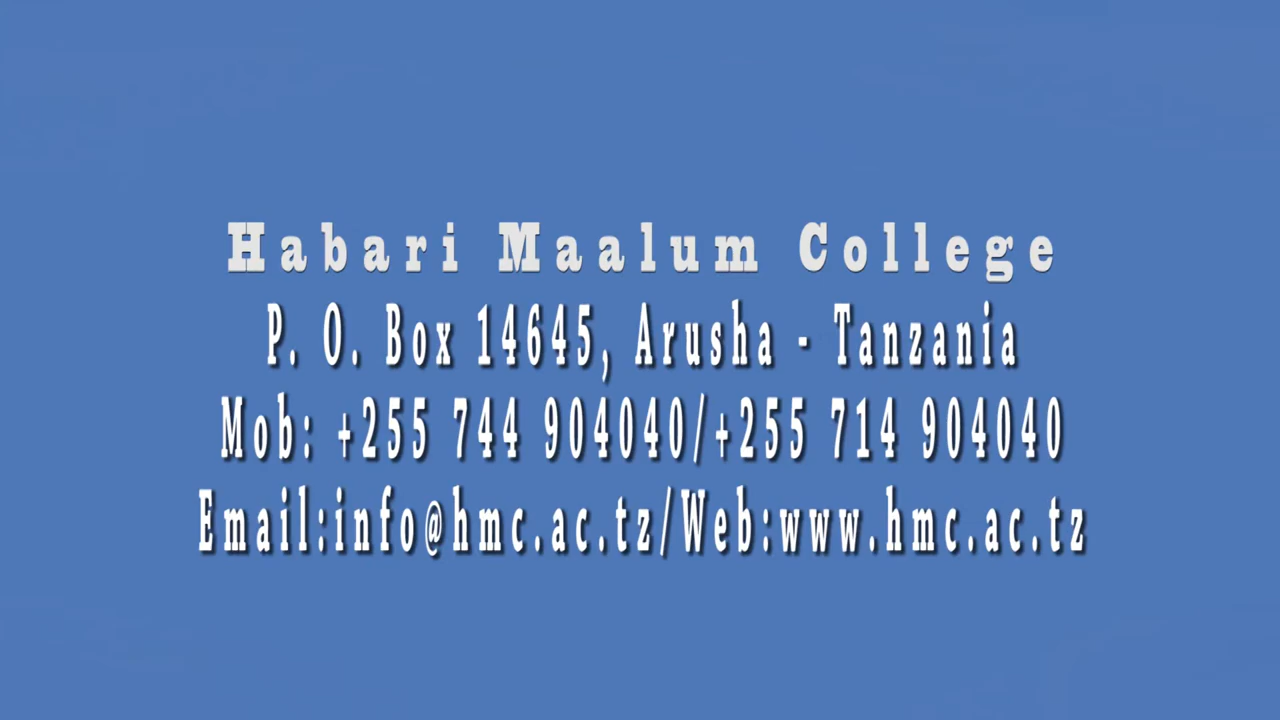 Habari Maalum College
P. O. Box 14645, Arusha - Tanzania
Mob: +255 744 904040/+255 714 904040
Email:info@hmc.ac.tz/Web:www.hmc.ac.tz